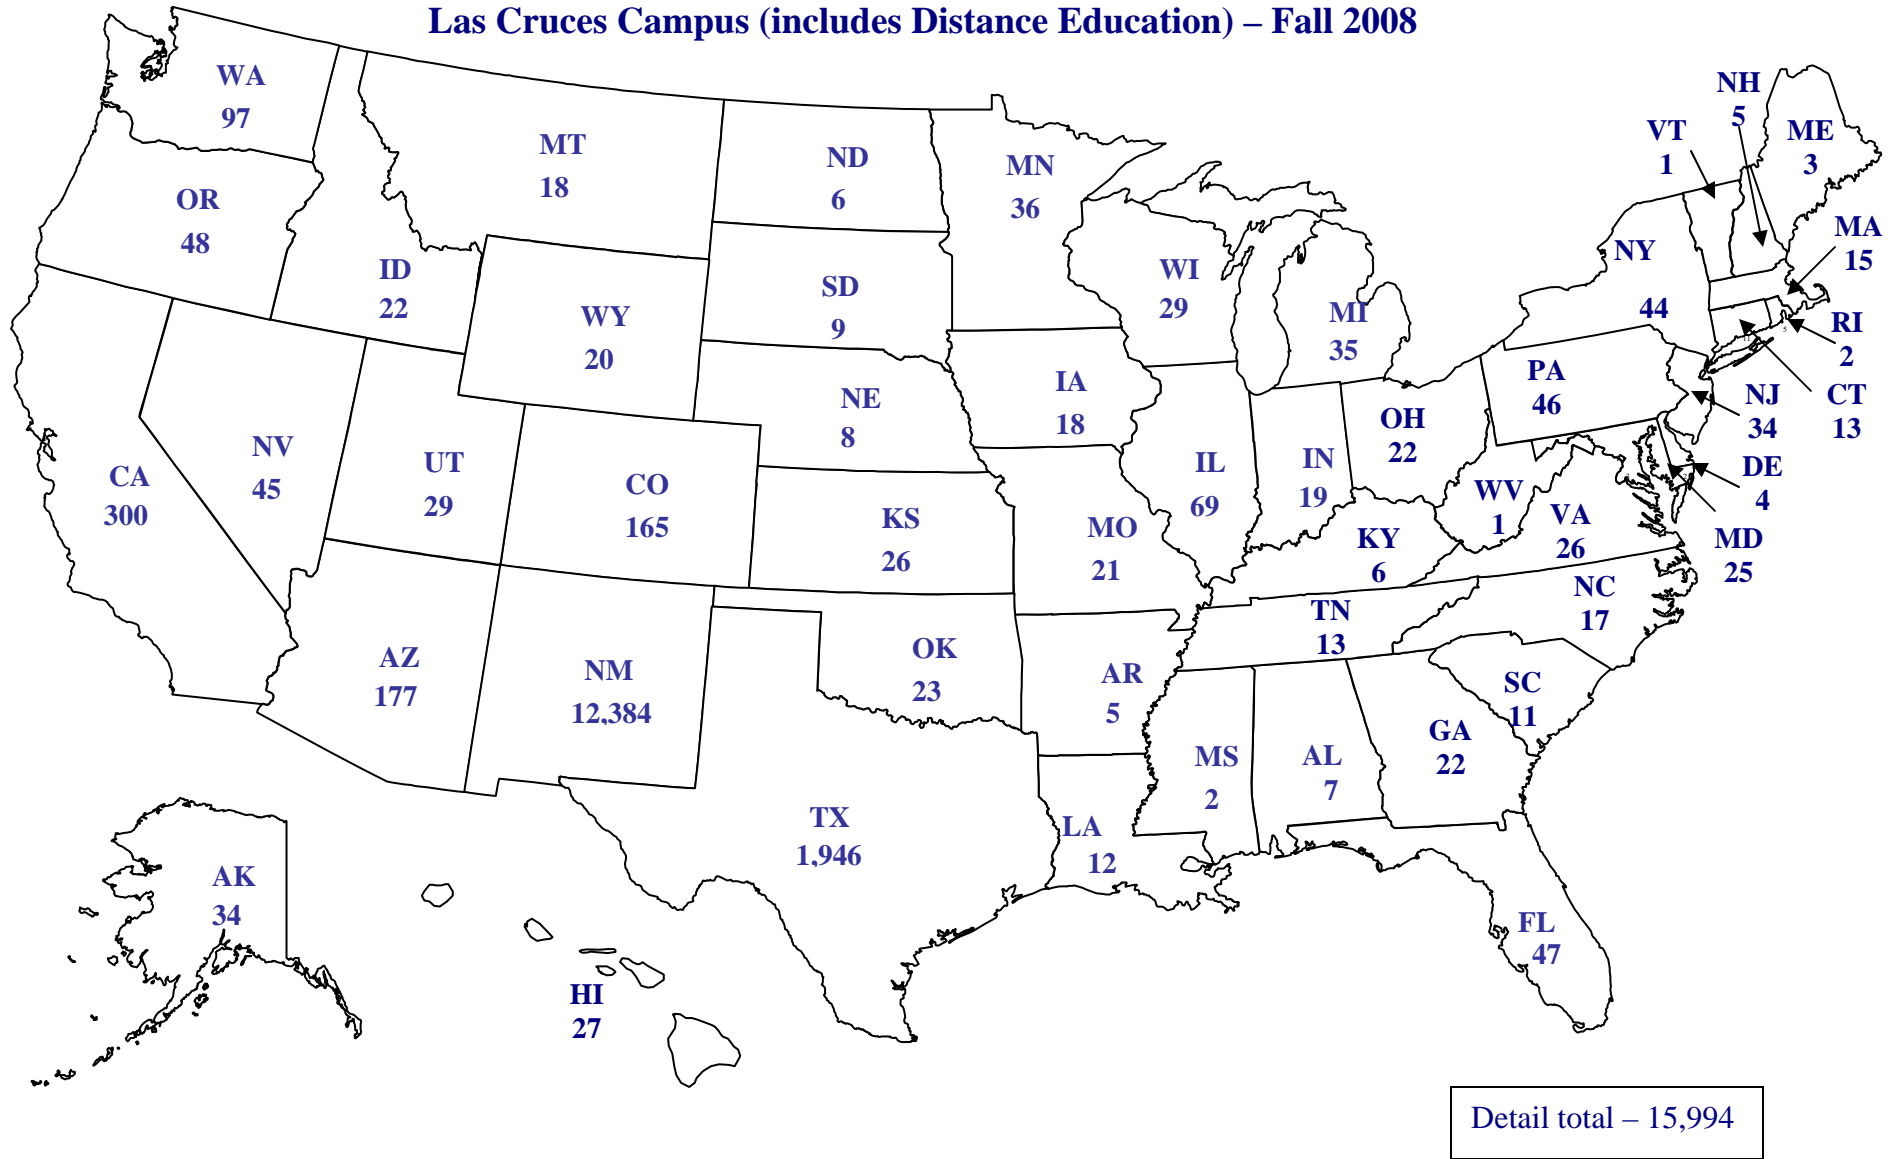 Las Cruces Campus (includes Distance Education) – Fall 2008
WA
97
OR
48
MT
18
ID
22
ND
6
MN
36
SD
9
WY
20
WI
29
MI
35
NY
44
VT
1
NH
5
ME
3
MA
15
RI
2
CT
13
NJ
34
DE
4
MD
25
PA
46
OH
22
IN
19
IL
69
IA
18
NE
8
CA
300
NV
45
UT
29
CO
165
KS
26
MO
21
KY
6
WV
1
VA
26
NC
17
TN
13
SC
11
GA
22
AL
7
MS
2
AR
5
OK
23
NM
12,384
AZ
177
TX
1,946
LA
12
FL
47
AK
34
HI
27
Detail total – 15,994